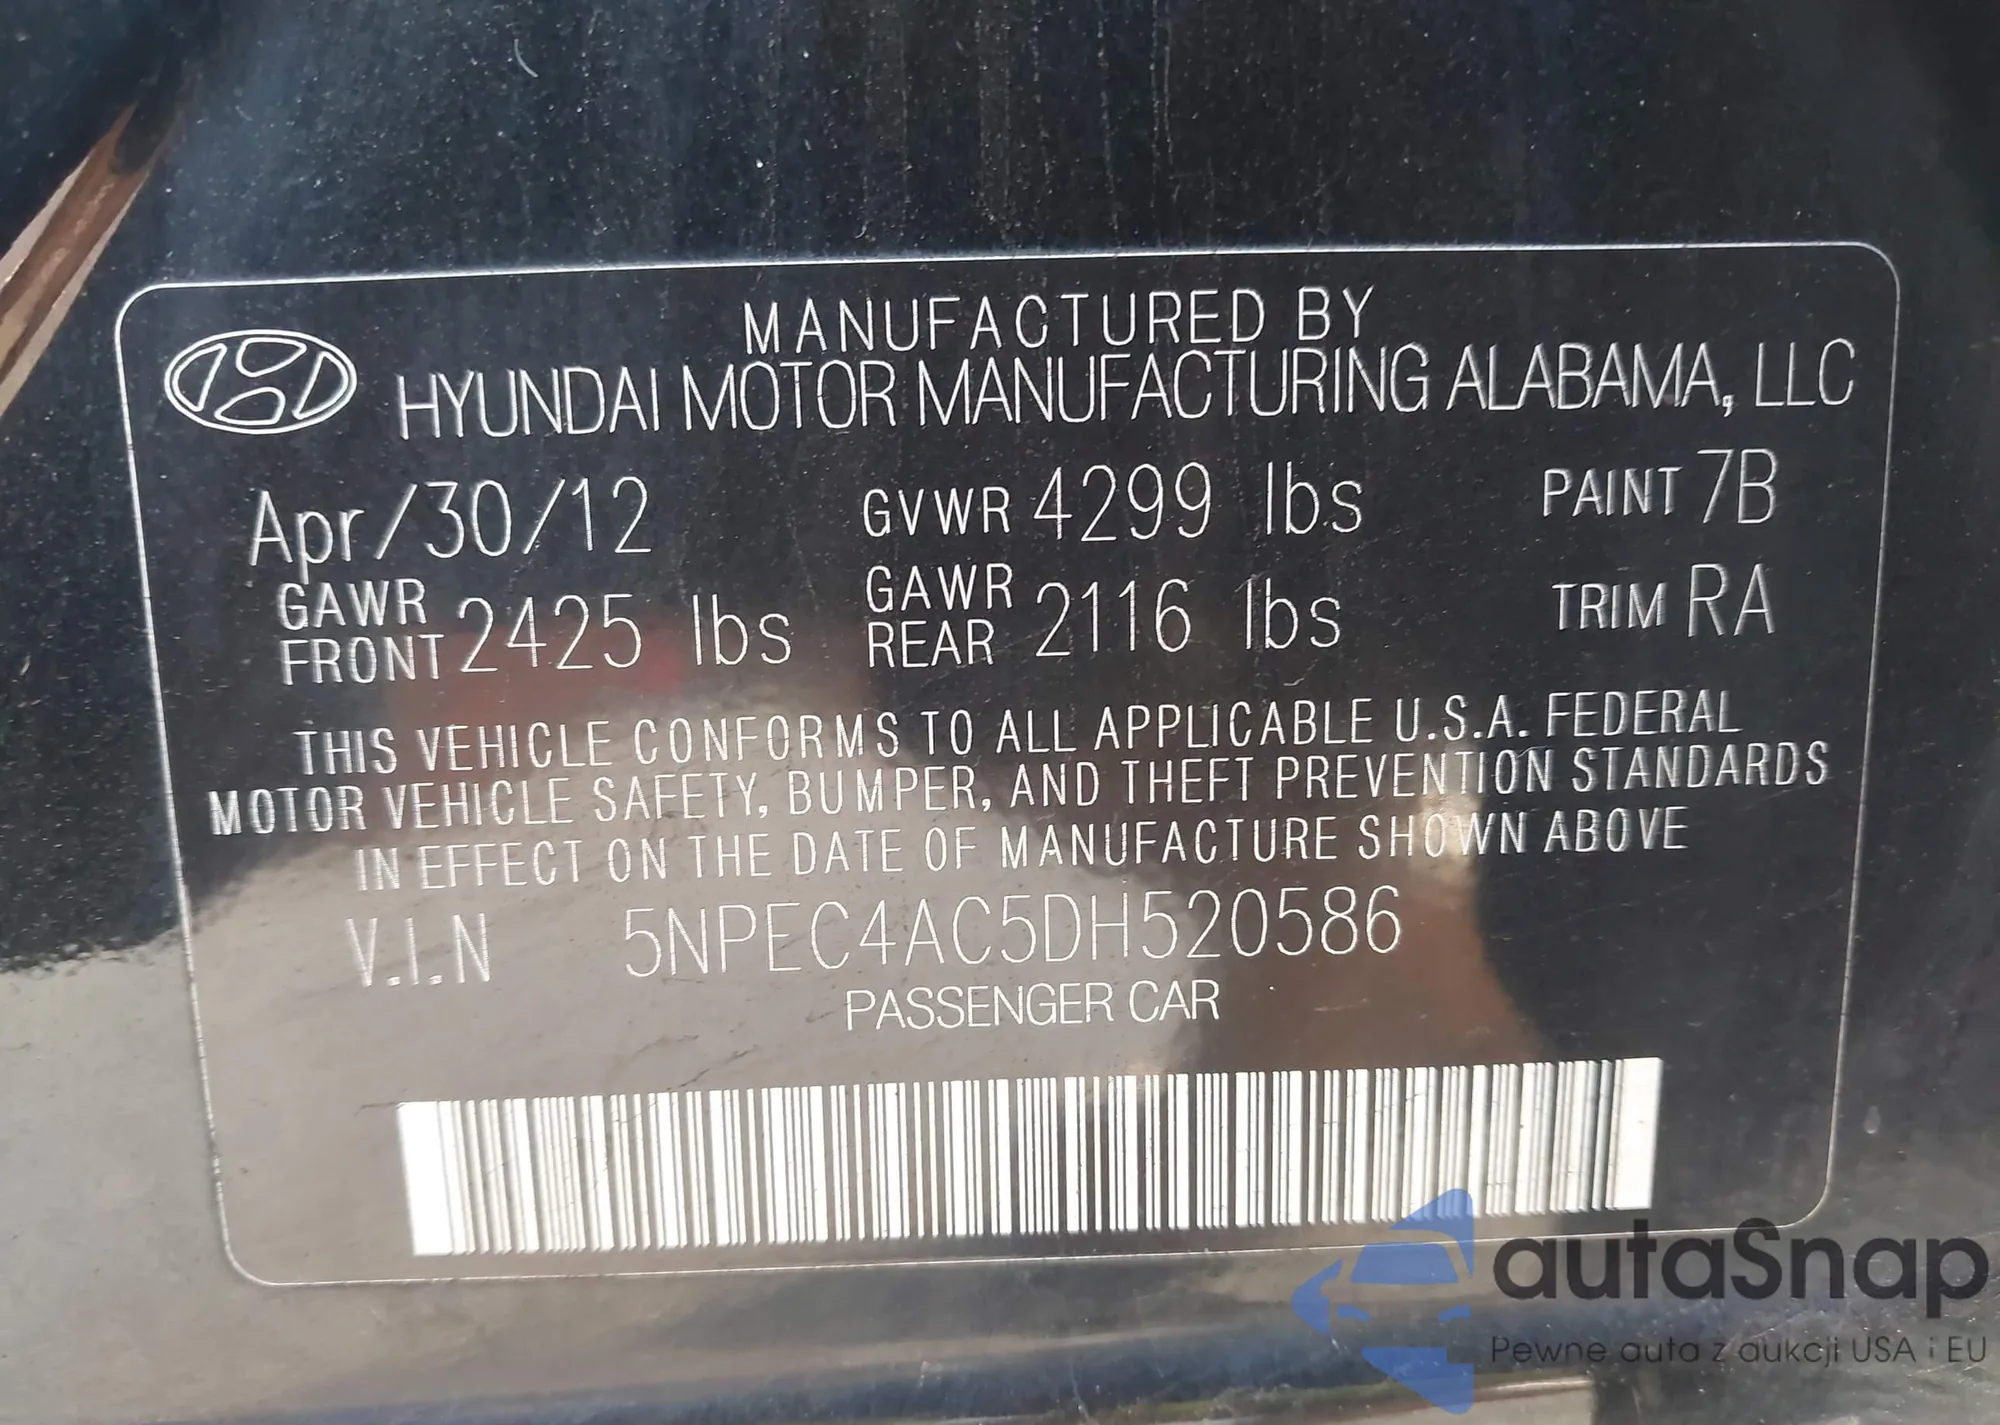 MANUFACTURED BY
HYUNDAI MOTOR MANUFACTURING ALABAMA, LLC
Apr/30/12 GVWR 4299 lbs PAINT 7B
GAWR FRONT 2425 lbs GAWR REAR 2116 lbs TRIM RA
THIS VEHICLE CONFORMS TO ALL APPLICABLE U.S.A. FEDERAL
MOTOR VEHICLE SAFETY, BUMPER, AND THEFT PREVENTION STANDARDS
IN EFFECT ON THE DATE OF MANUFACTURE SHOWN ABOVE
V.I.N 5NPEC4AC5DH520586
PASSENGER CAR
autaSnap
Pewne auta z aukcji USA i EU